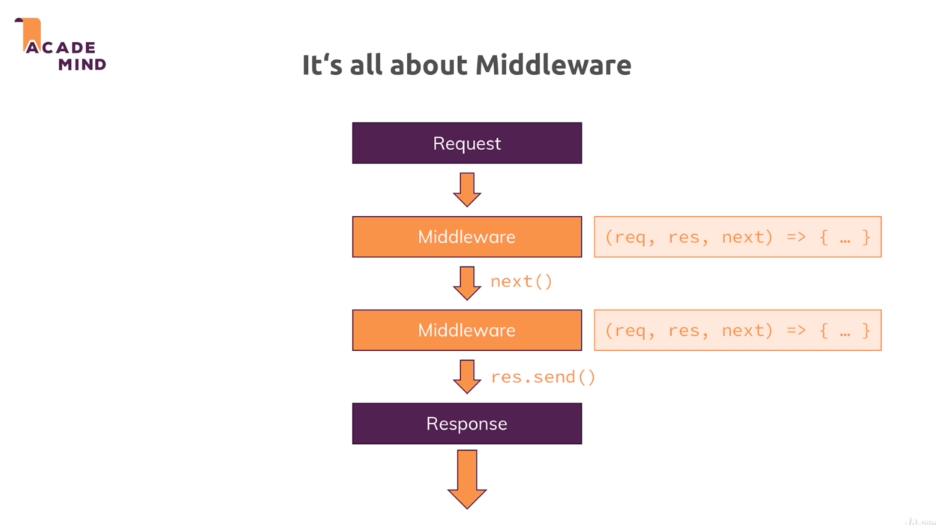 ACADE
MIND
It‘s all about Middleware
Request
Middleware
(req, res, next) => { … }
next()
Middleware
(req, res, next) => { … }
res.send()
Response